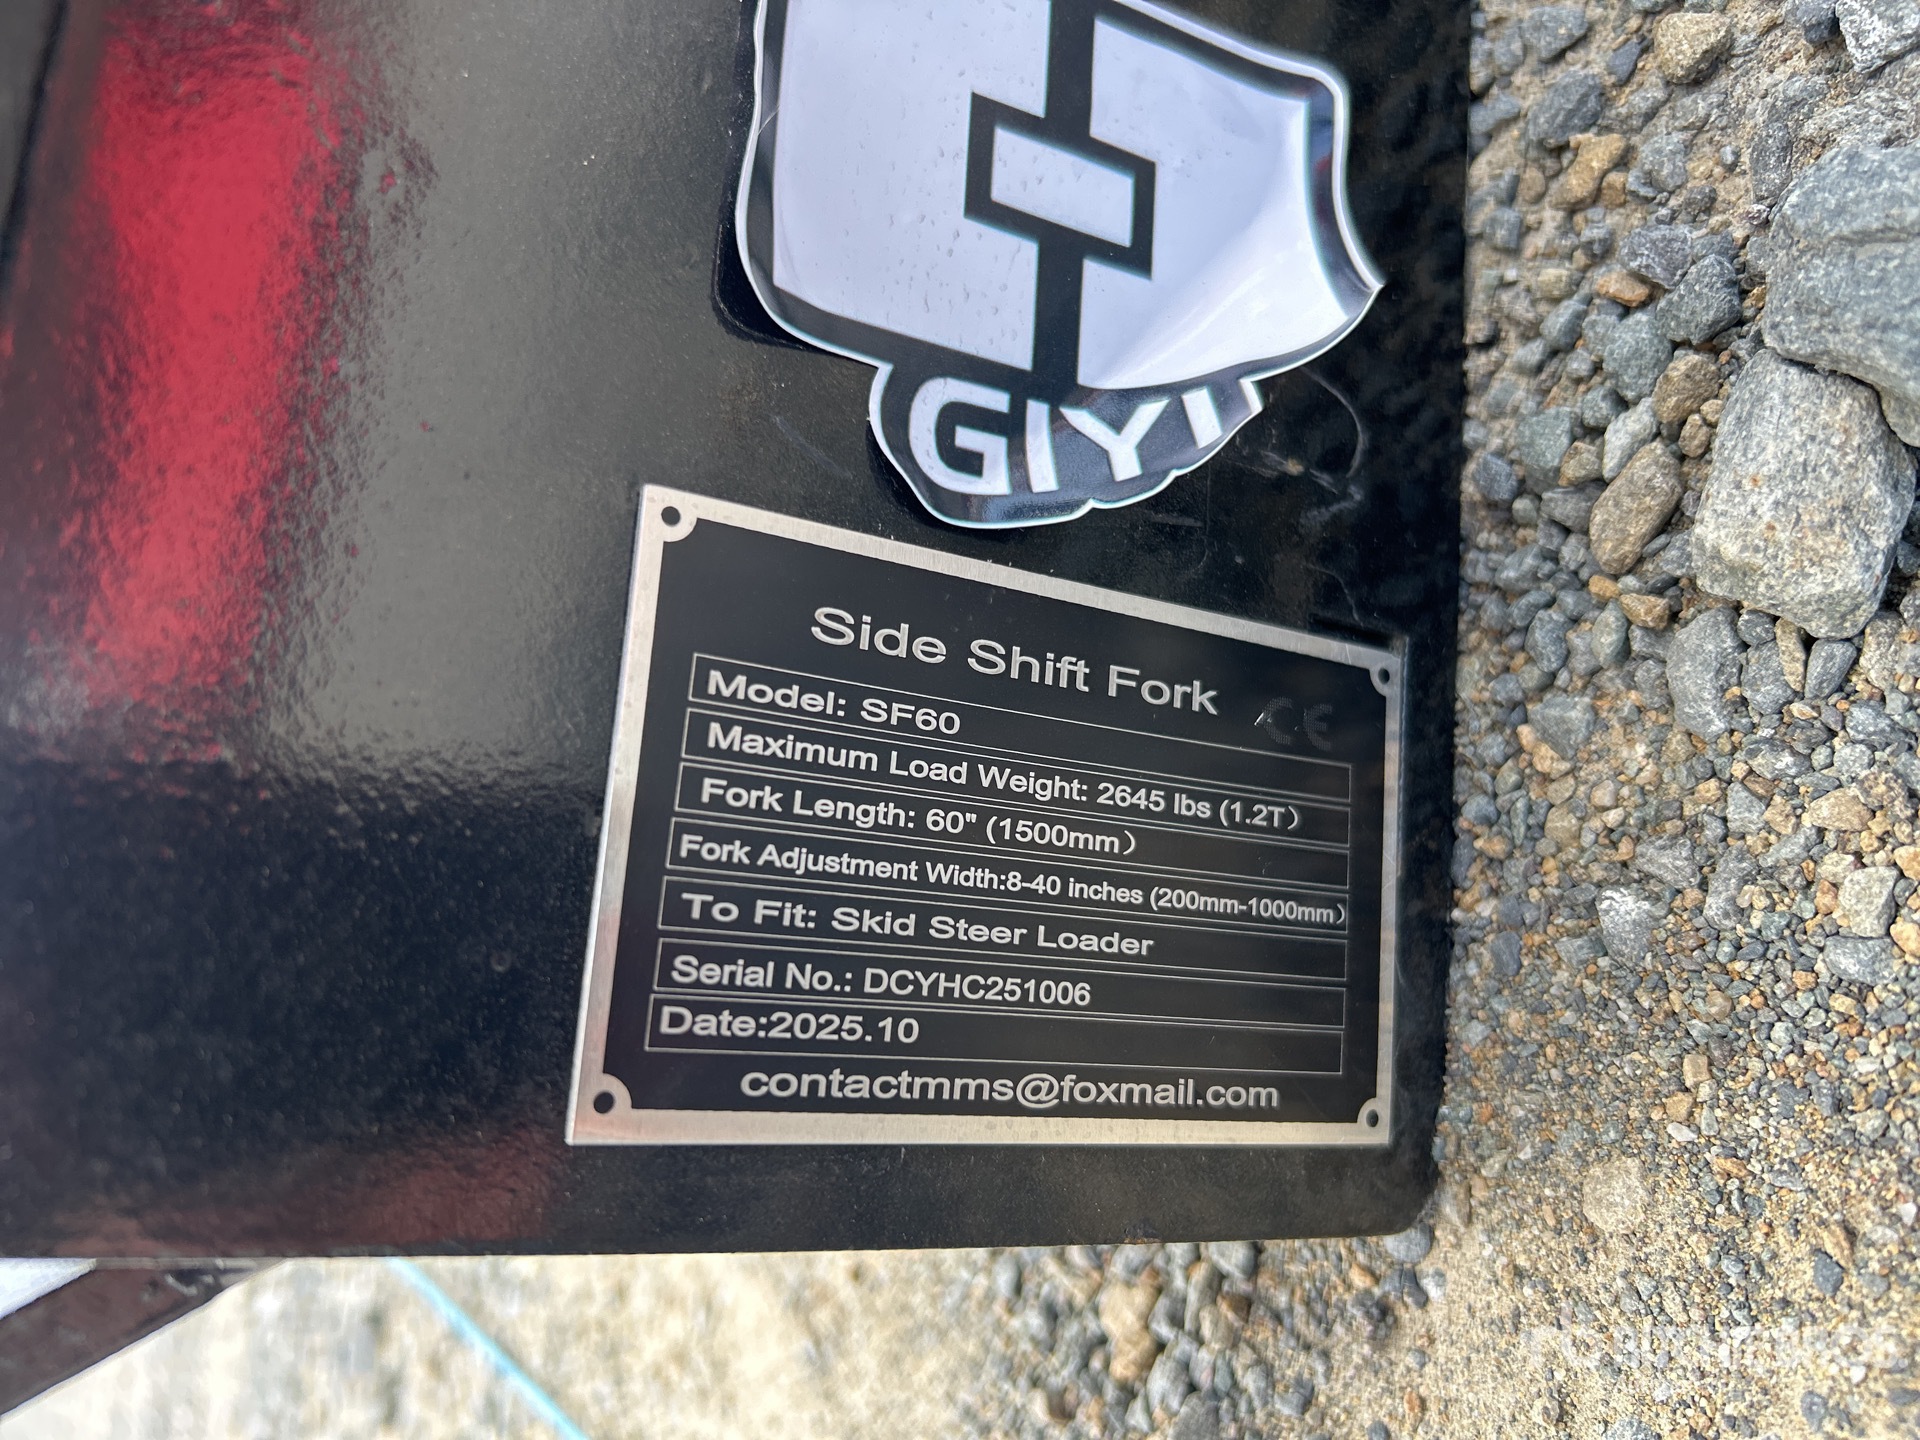 GIYI
Side Shift Fork
CE
Model: SF60
Maximum Load Weight: 2645 lbs (1.2T）
Fork Length: 60" (1500mm）
Fork Adjustment Width:8-40 inches (200mm-1000mm）
To Fit: Skid Steer Loader
Serial No.: DCYHC251006
Date:2025.10
contactmms@foxmail.com